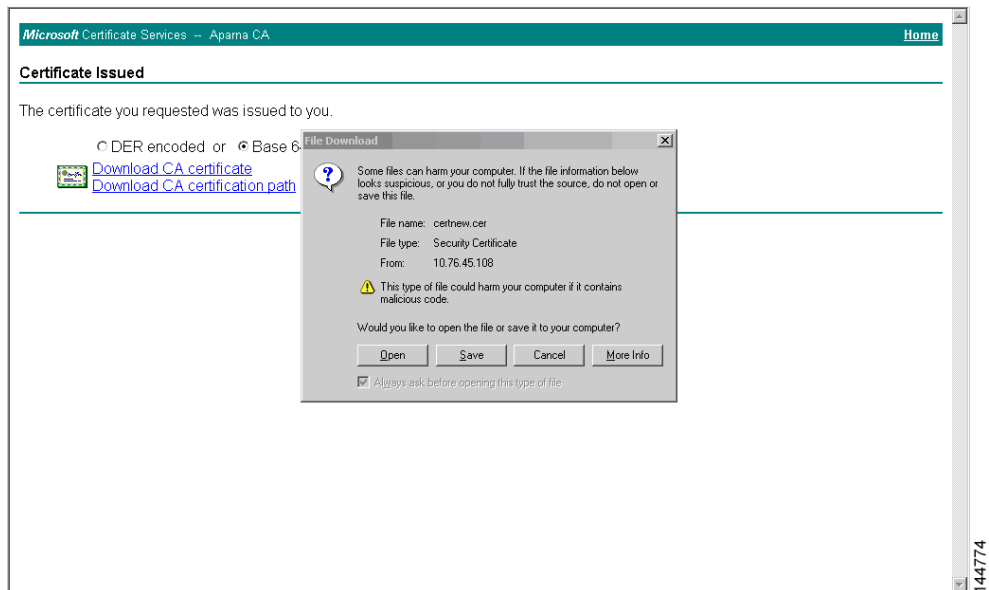 Microsoft Certificate Services -- Aparna CA Home
Certificate Issued
The certificate you requested was issued to you.
DER encoded or Base 6
Download CA certificate
Download CA certification path
File Download
Some files can harm your computer. If the file information below
looks suspicious, or you do not fully trust the source, do not open or
save this file.
File name: certnew.cer
File type: Security Certificate
From: 10.76.45.108
This type of file could harm your computer if it contains
malicious code.
Would you like to open the file or save it to your computer?
Open Save Cancel More Info
Always ask before opening this type of file
144774